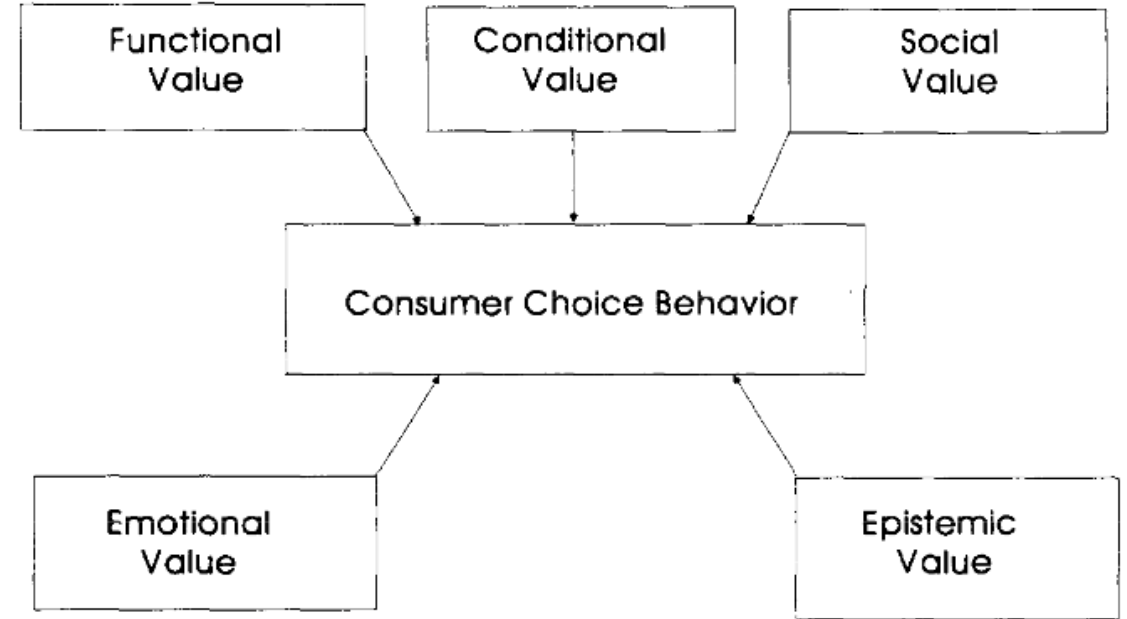 Functional
Value
Conditional
Value
Social
Value
Consumer Choice Behavior
Emotional
Value
Epistemic
Value